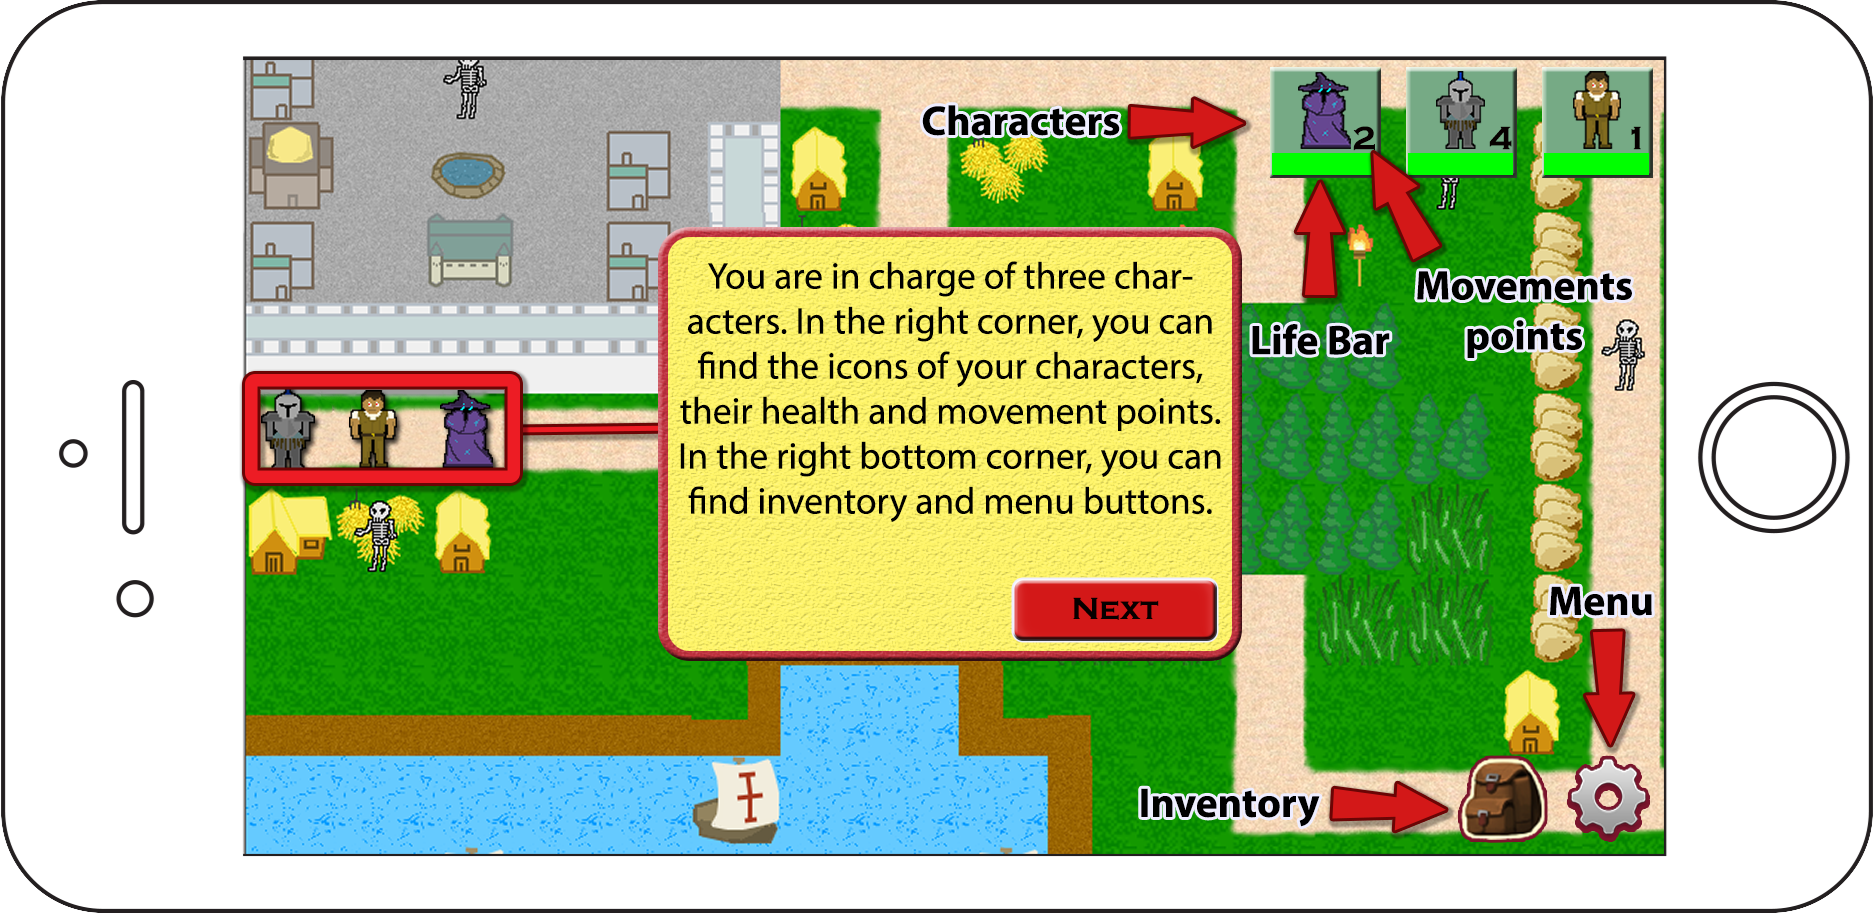 Characters
2
4
1
Life Bar
Movements
points
You are in charge of three char-
acters. In the right corner, you can
find the icons of your characters,
their health and movement points.
In the right bottom corner, you can
find inventory and menu buttons.
Next
Menu
Inventory